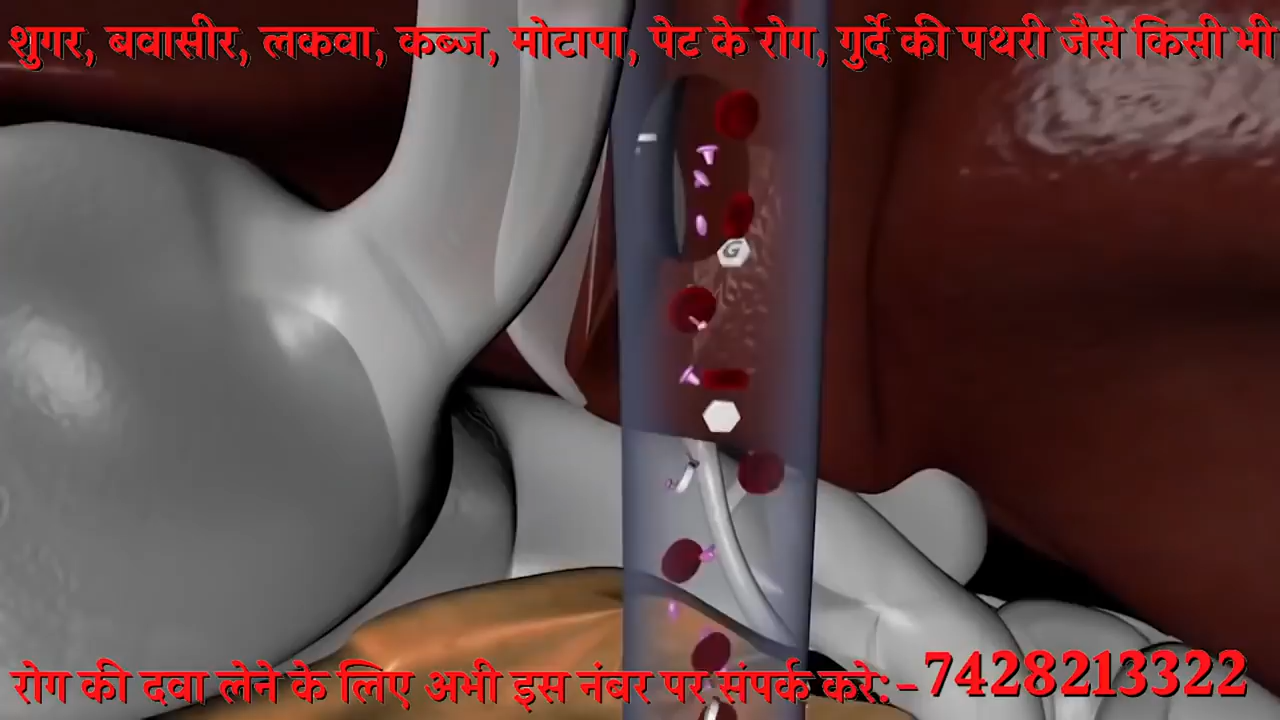 शुगर, बवासीर, लकवा, कब्ज, मोटापा, पेट के रोग, गुर्दे की पथरी जैसे किसी भी
G
रोग की दवा लेने के लिए अभी इस नंबर पर संपर्क करे:-7428213322